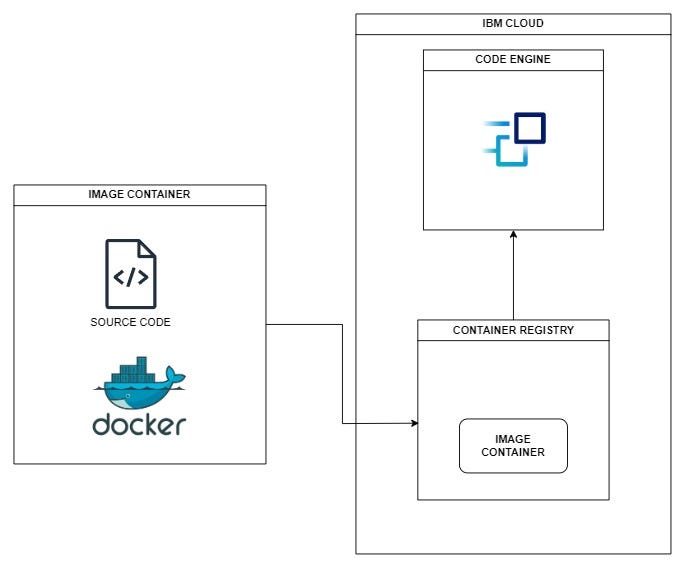 IBM CLOUD
CODE ENGINE
IMAGE CONTAINER
</>
SOURCE CODE
docker
CONTAINER REGISTRY
IMAGE
CONTAINER